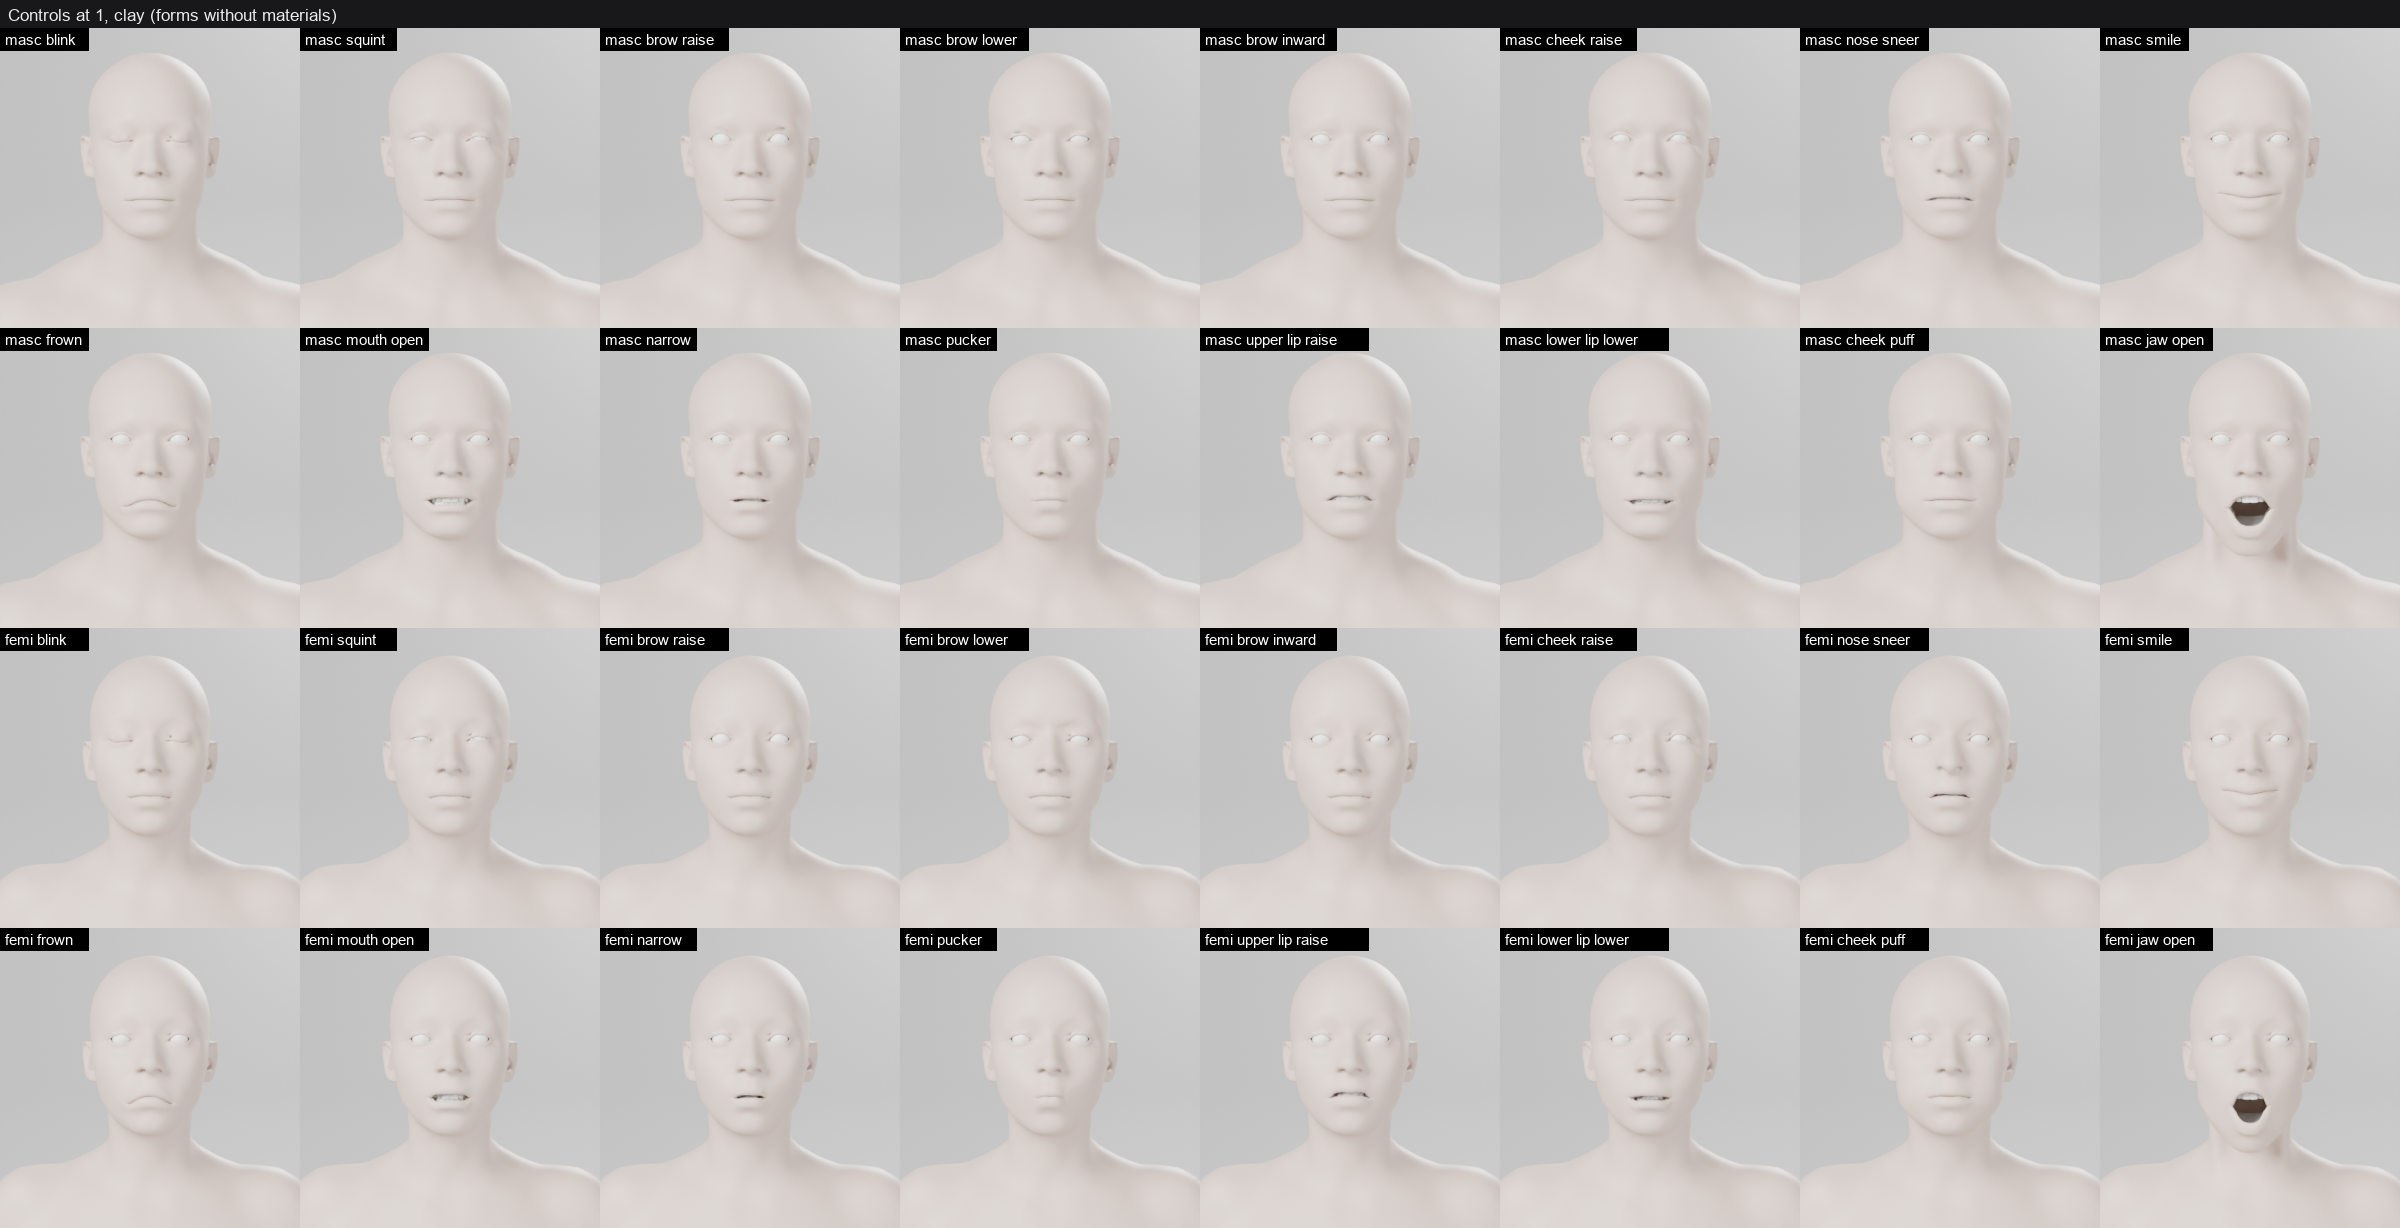 Controls at 1, clay (forms without materials)
masc blink
masc squint
masc brow raise
masc brow lower
masc brow inward
masc cheek raise
masc nose sneer
masc smile
masc frown
masc mouth open
masc narrow
masc pucker
masc upper lip raise
masc lower lip lower
masc cheek puff
masc jaw open
femi blink
femi squint
femi brow raise
femi brow lower
femi brow inward
femi cheek raise
femi nose sneer
femi smile
femi frown
femi mouth open
femi narrow
femi pucker
femi upper lip raise
femi lower lip lower
femi cheek puff
femi jaw open